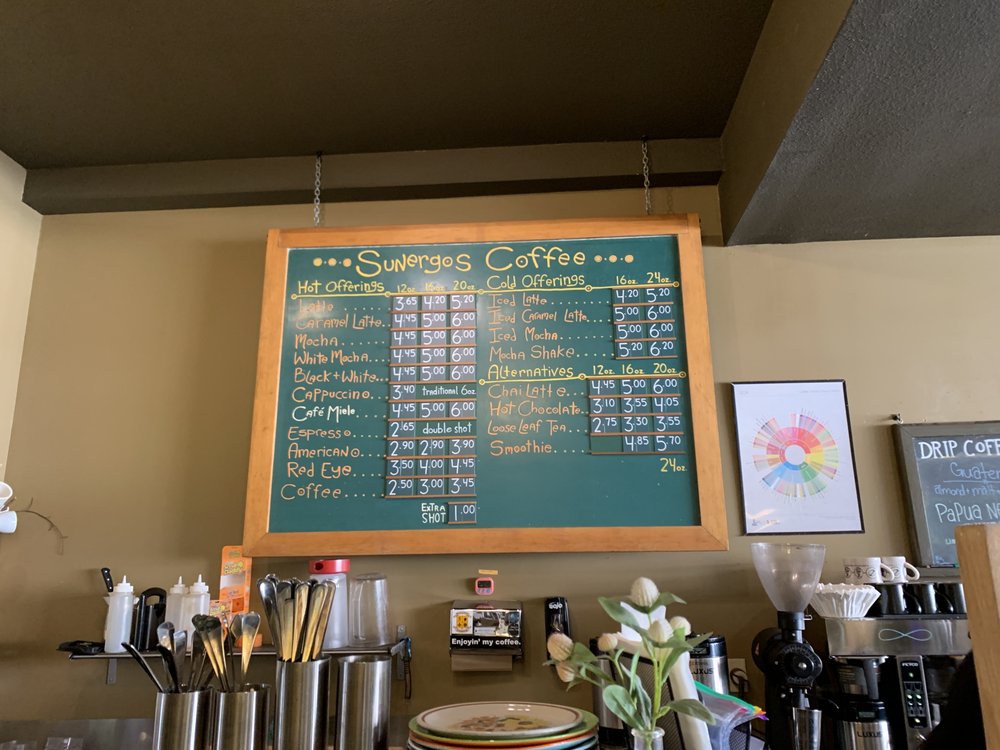 Sunergos Coffee
Hot Offerings 12oz. 16oz. 20oz.
Latte 3.65 4.20 5.20
Caramel Latte 4.45 5.00 6.00
Mocha 4.45 5.00 6.00
White Mocha 4.45 5.00 6.00
Black + White 4.45 5.00 6.00
Cappuccino 3.40 traditional 6oz
Café Miele 4.45 5.00 6.00
Espresso 2.65 double shot
Americano 2.90 2.90 3.90
Red Eye 3.50 4.00 4.45
Coffee 2.50 3.00 3.45
EXTRA SHOT 1.00
Cold Offerings 16oz. 24oz.
Iced Latte 4.20 5.20
Iced Caramel Latte 5.00 6.00
Iced Mocha 5.00 6.00
Mocha Shake 5.20 6.20
Alternatives 12oz. 16oz. 20oz.
Chai Latte 4.45 5.00 6.00
Hot Chocolate 3.10 3.55 4.05
Loose Leaf Tea 2.75 3.30 3.55
Smoothie 4.85 5.70
24oz.
DRIP COFF
Guate
almond + malt
PaPua N
Enjoyin' my coffee.
LUXUS
LUXUS
FETCO